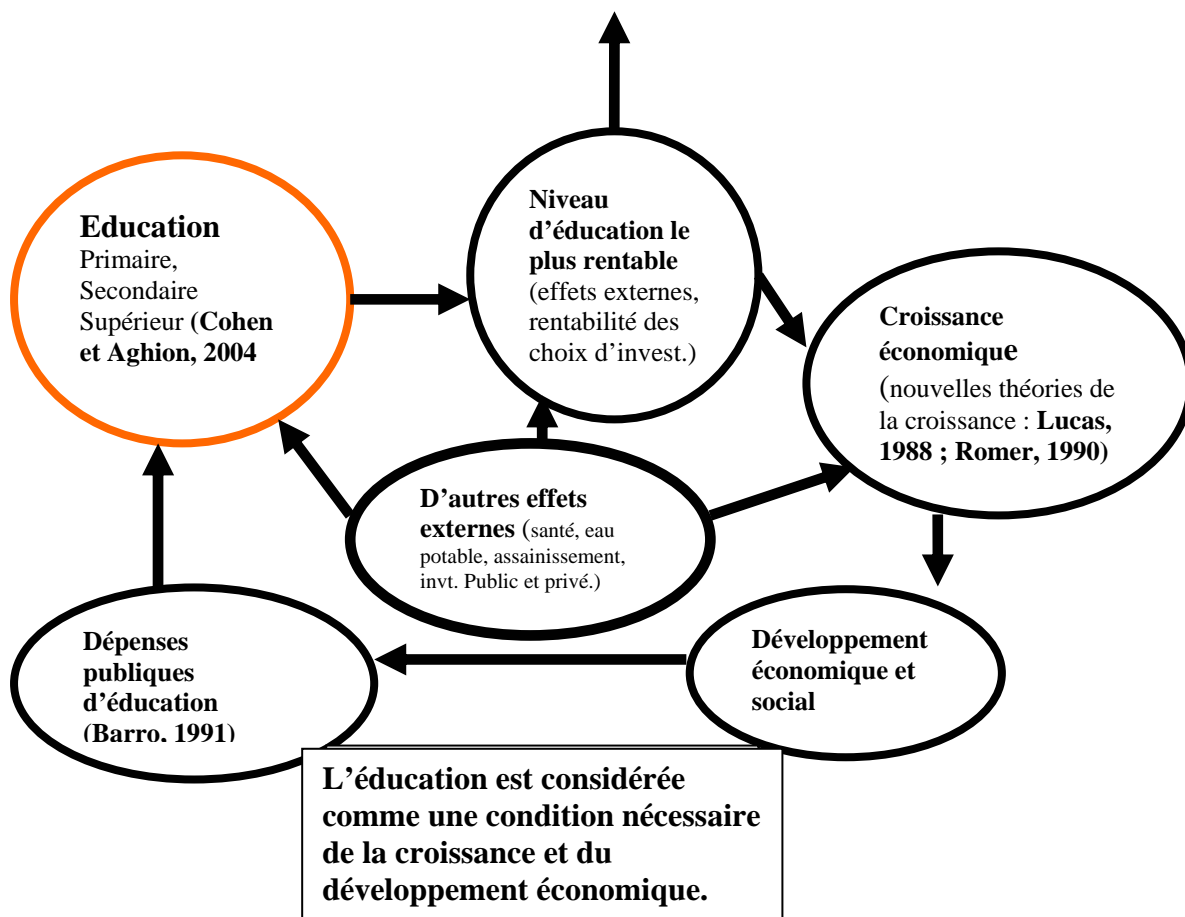 Education
Primaire,
Secondaire
Supérieur (Cohen
et Aghion, 2004
Niveau
d’éducation le
plus rentable
(effets externes,
rentabilité des
choix d’invest.)
Croissance
économique
(nouvelles théories de
la croissance : Lucas,
1988 ; Romer, 1990)
D’autres effets
externes (santé, eau
potable, assainissement,
invt. Public et privé.)
Dépenses
publiques
d’éducation
(Barro, 1991)
Développement
économique et
social
L’éducation est considérée
comme une condition nécessaire
de la croissance et du
développement économique.